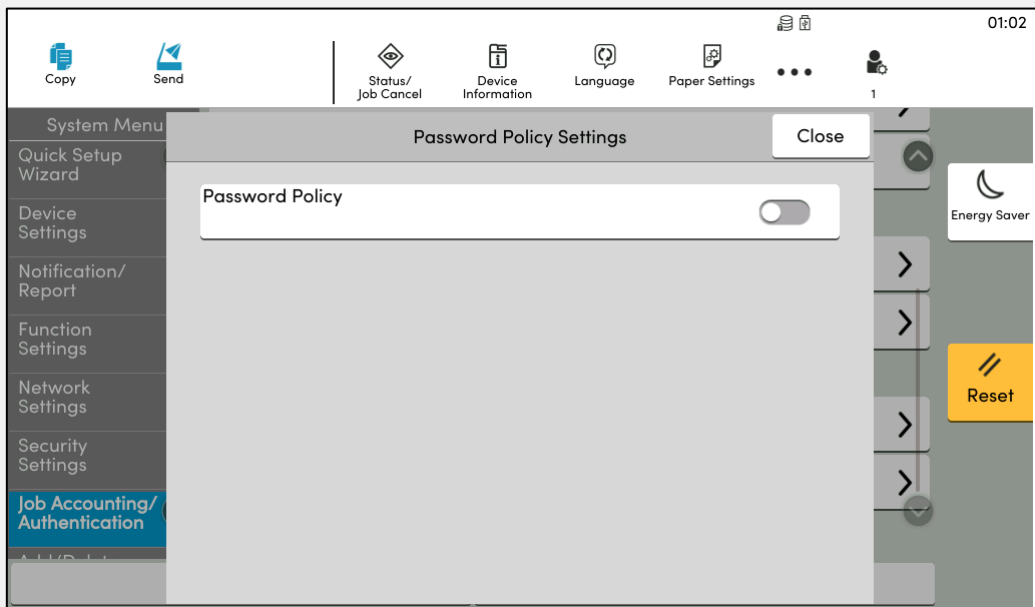 01:02
Copy
Send
Status/
Job Cancel
Device
Information
Language
Paper Settings
1
System Menu
Password Policy Settings
Close
Quick Setup
Wizard
Password Policy
Device
Settings
Energy Saver
Notification/
Report
Function
Settings
Network
Settings
Reset
Security
Settings
Job Accounting/
Authentication